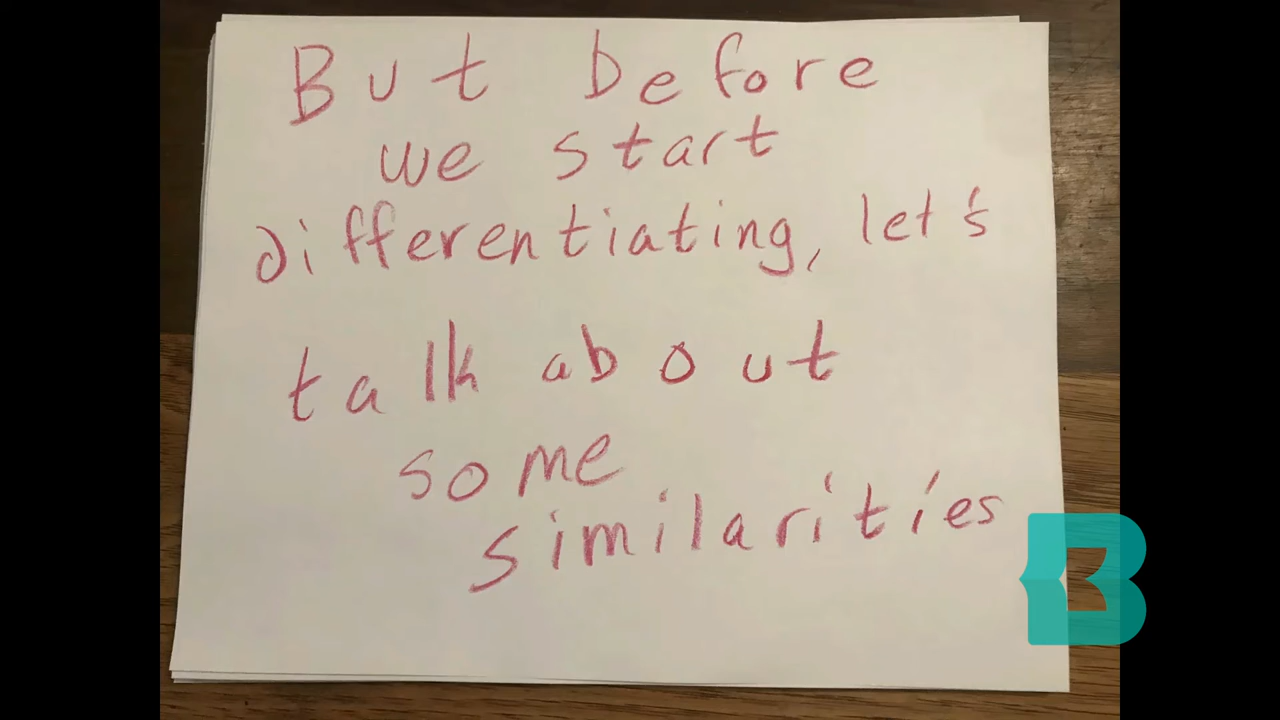 But before
we start
differentiating, let's
talk about
some
similarities